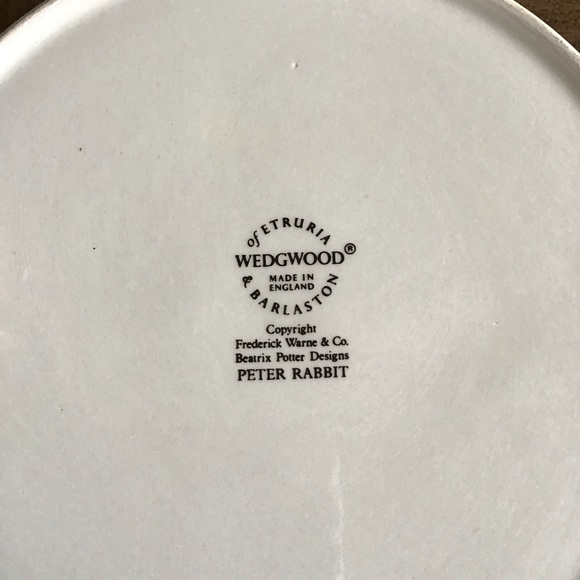 of ETRURIA
WEDGWOOD®
MADE IN
ENGLAND
& BARLASTON
Copyright
Frederick Warne & Co.
Beatrix Potter Designs
PETER RABBIT